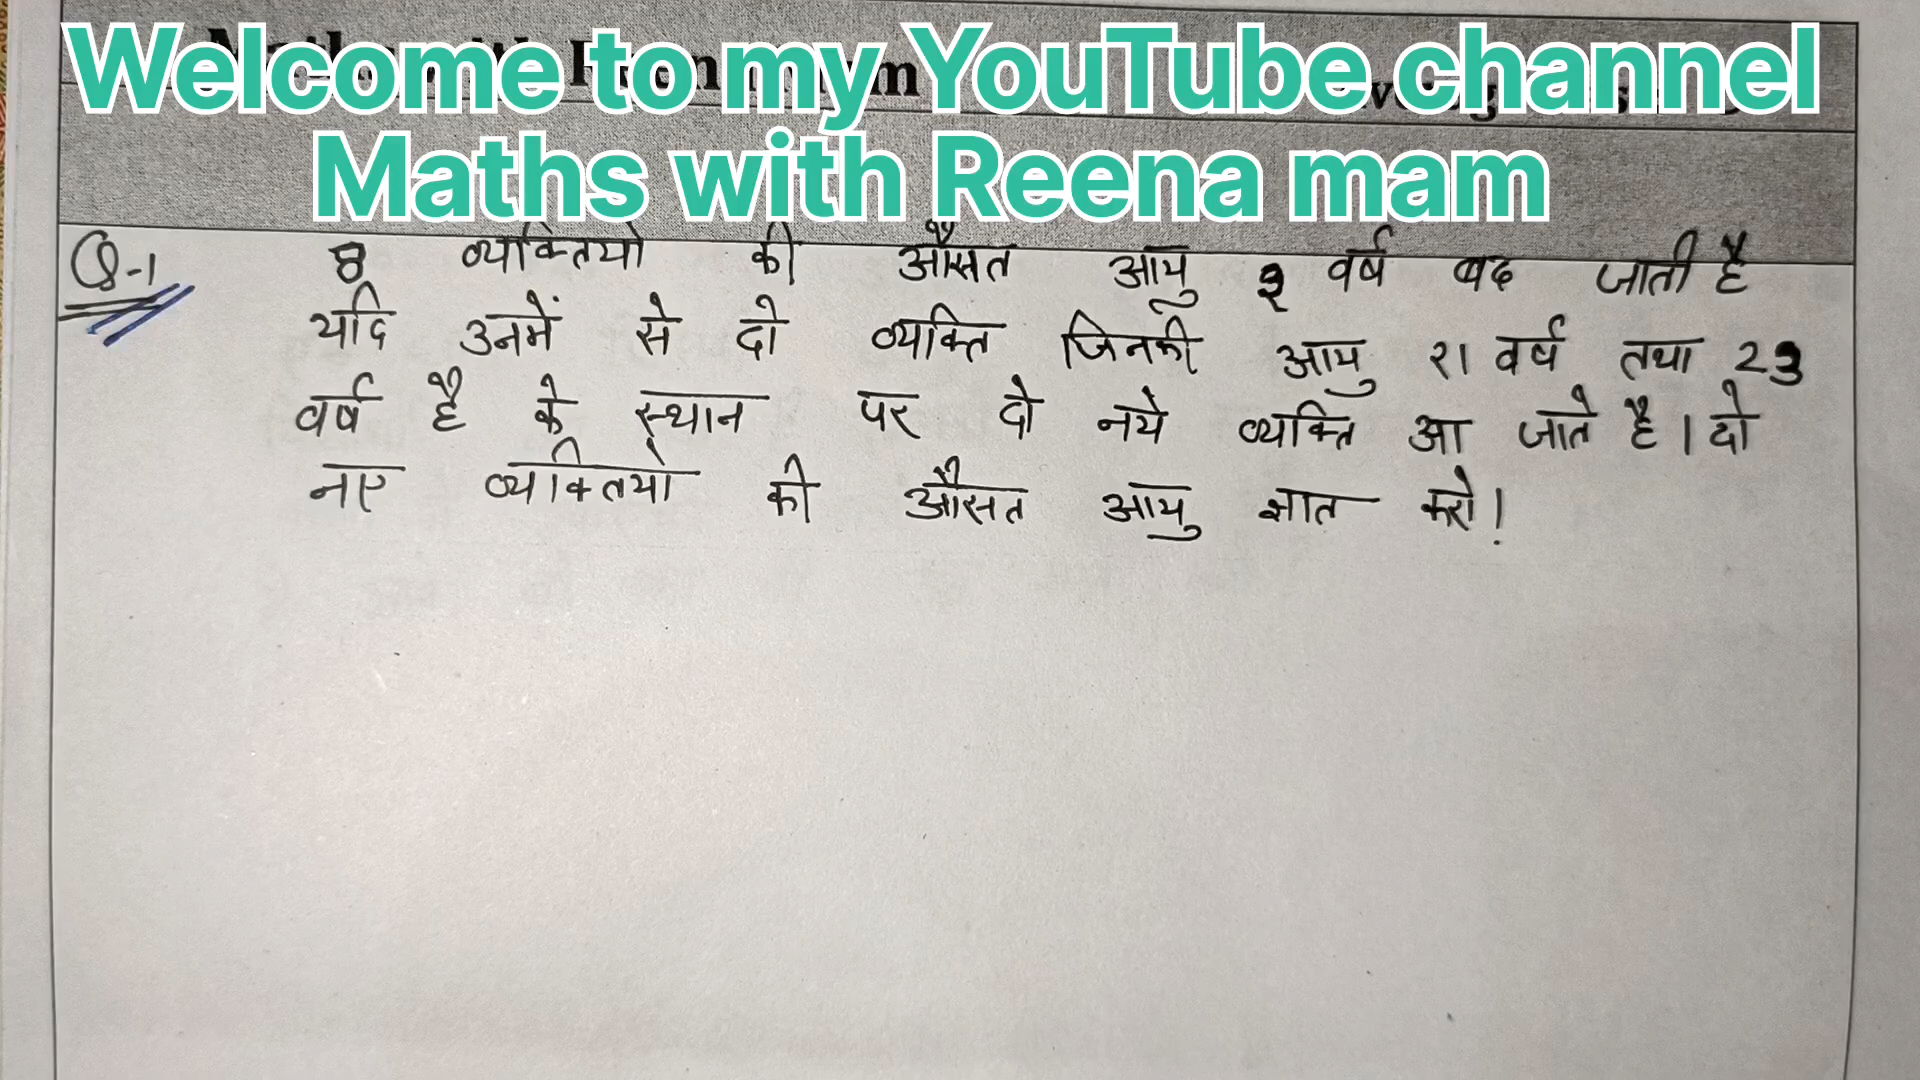 Welcome to my YouTube channel
Maths with Reena mam
Q-1 8 व्यक्तियो की औसत आयु 2 वर्ष बढ जाती है
यदि उनमें से दो व्यक्ति जिनकी आयु 21 वर्ष तथा 23
वर्ष है के स्थान पर दो नये व्यक्ति आ जाते है। दो
नए व्यक्तियो की औसत आयु ज्ञात करो।